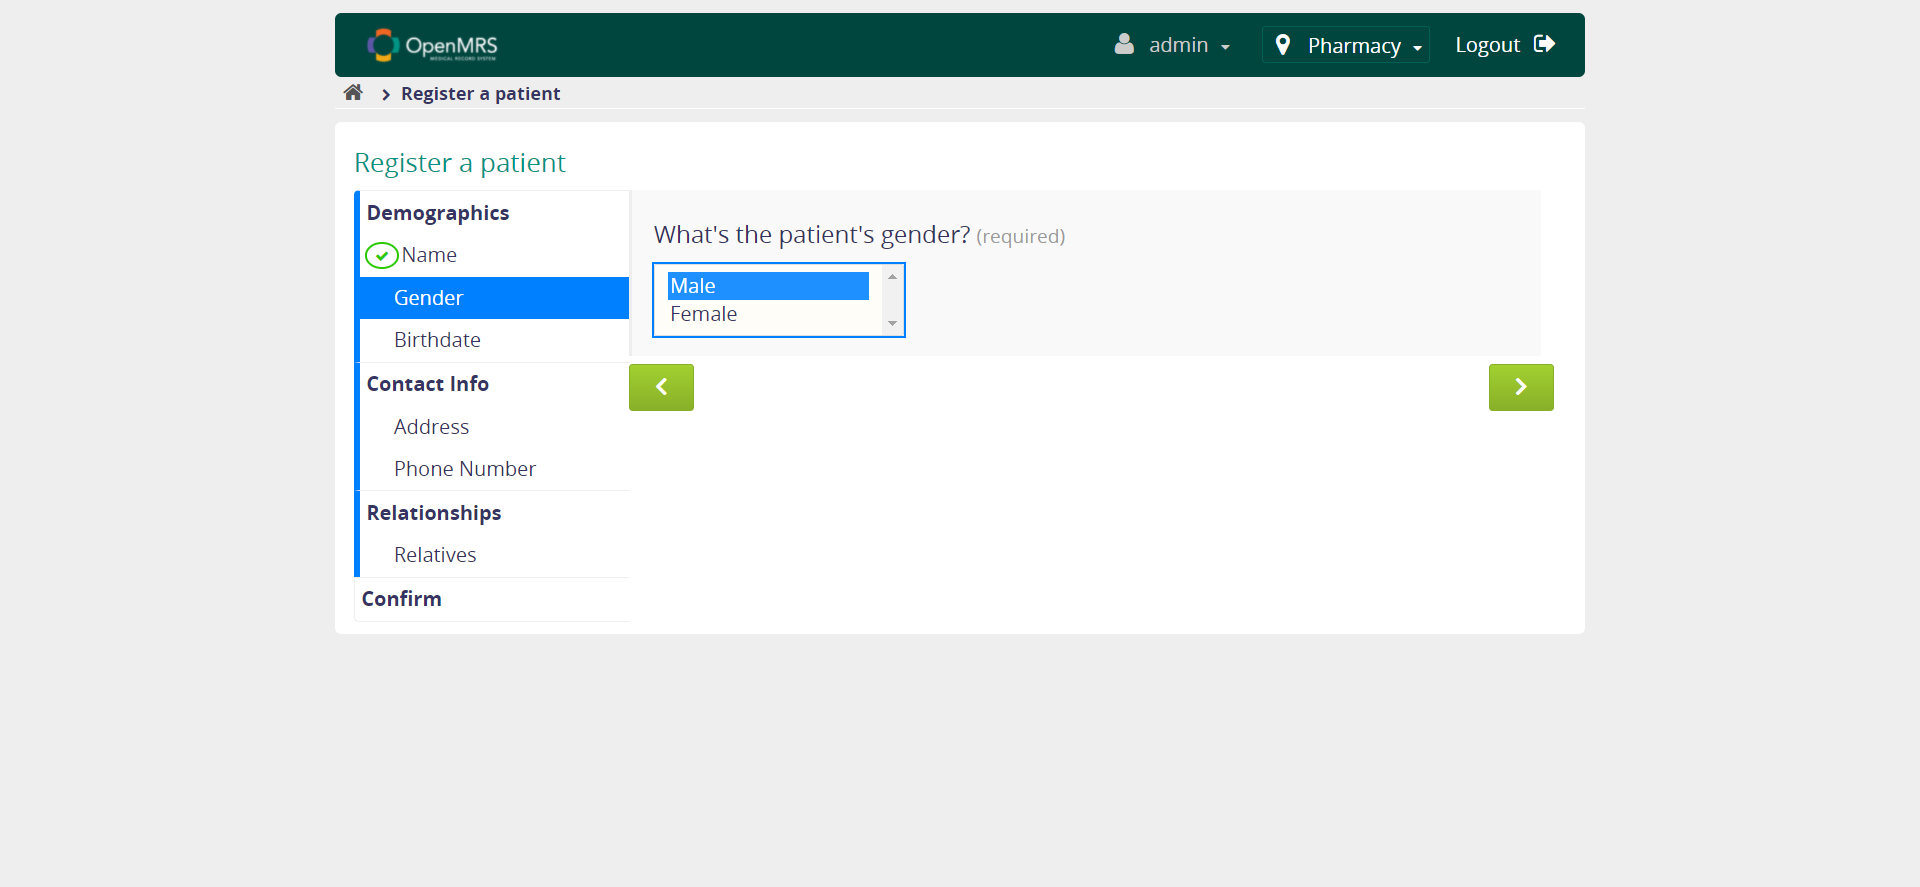 OpenMRS
MEDICAL RECORD SYSTEM
admin
Pharmacy
Logout
Register a patient
Register a patient
Demographics
Name
Gender
Birthdate
Contact Info
Address
Phone Number
Relationships
Relatives
Confirm
What's the patient's gender? (required)
Male
Female